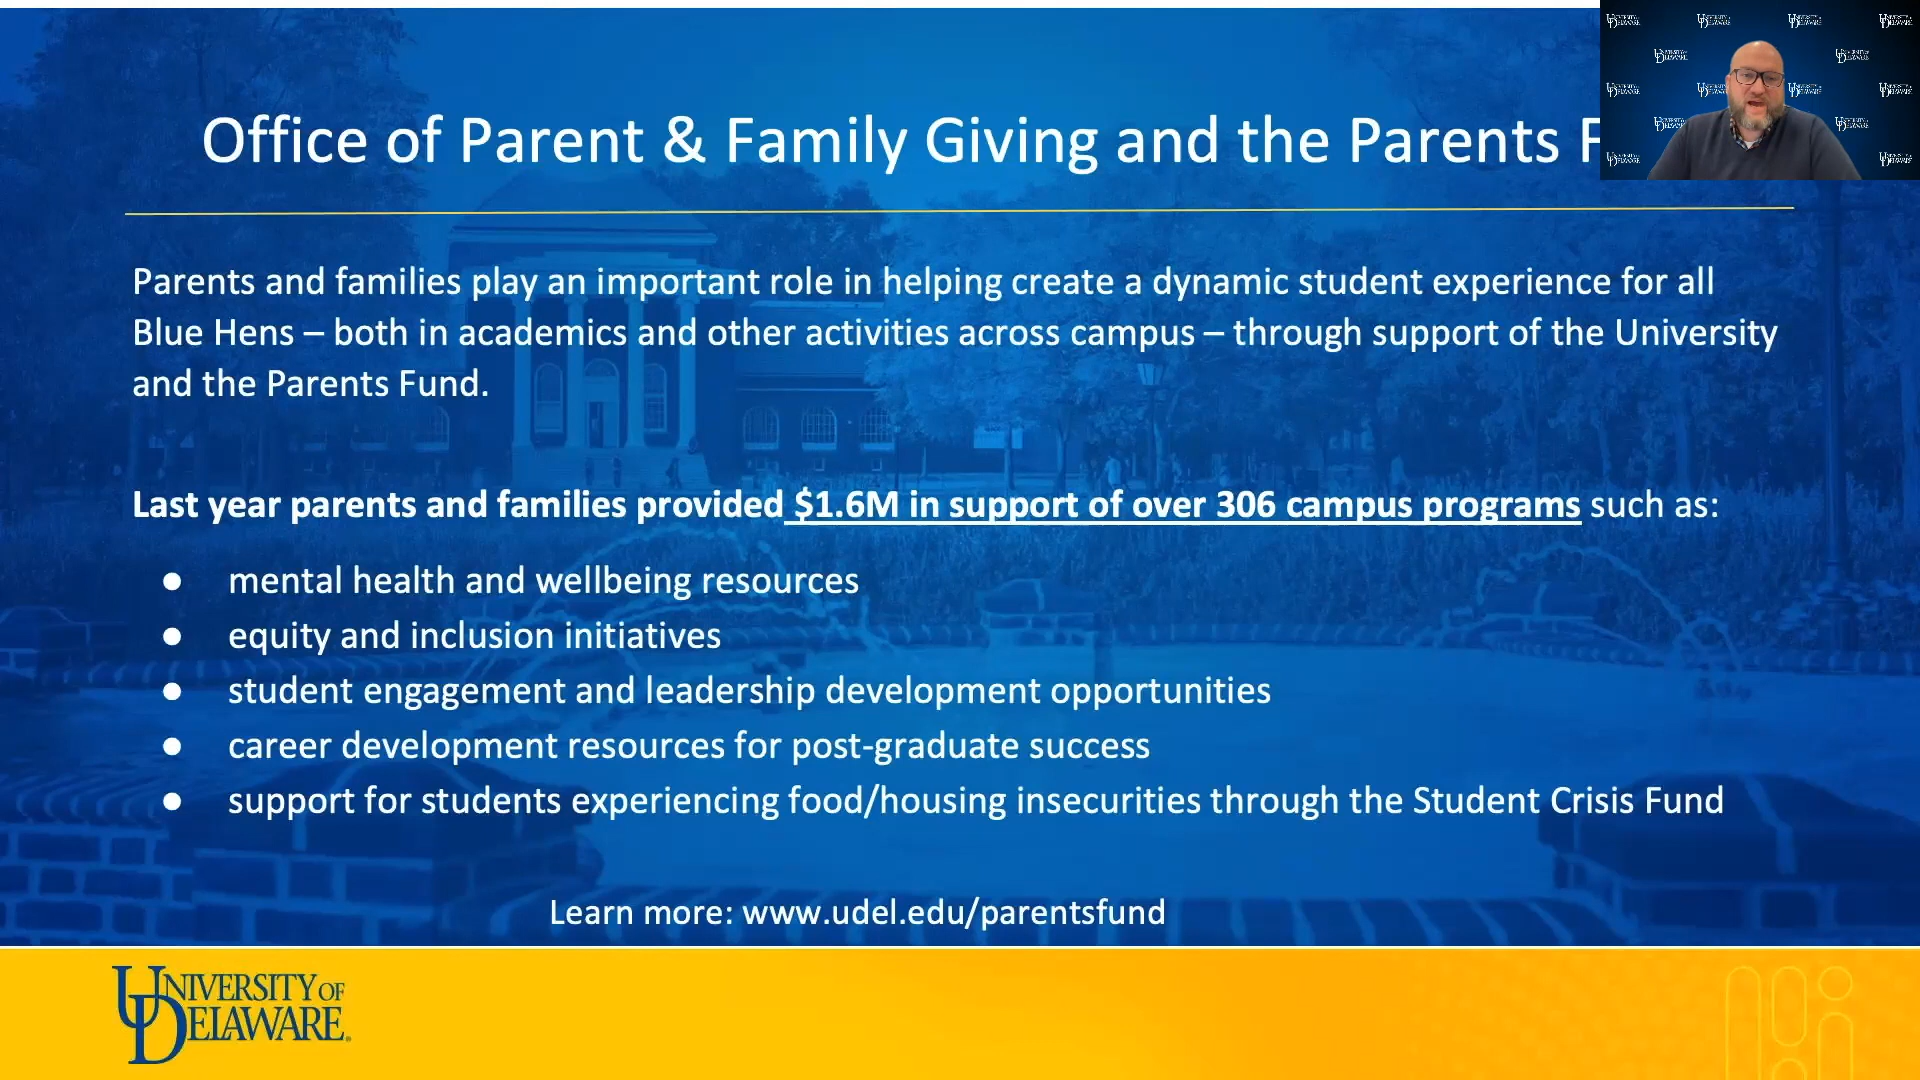 Office of Parent & Family Giving and the Parents F
Parents and families play an important role in helping create a dynamic student experience for all
Blue Hens – both in academics and other activities across campus – through support of the University
and the Parents Fund.
Last year parents and families provided $1.6M in support of over 306 campus programs such as:
● mental health and wellbeing resources
● equity and inclusion initiatives
● student engagement and leadership development opportunities
● career development resources for post-graduate success
● support for students experiencing food/housing insecurities through the Student Crisis Fund
Learn more: www.udel.edu/parentsfund
UNIVERSITY OF
DELAWARE